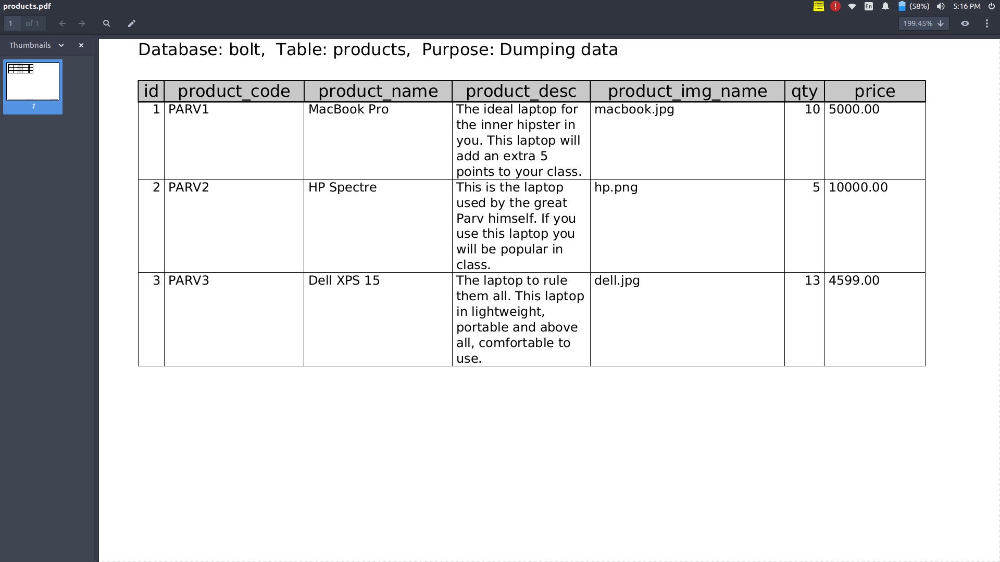 products.pdf
En
(58%)
5:16 PM
1 of 1
199.45%
Thumbnails
1
Database: bolt, Table: products, Purpose: Dumping data
id product_code product_name product_desc product_img_name qty price
1 PARV1 MacBook Pro The ideal laptop for macbook.jpg 10 5000.00
the inner hipster in
you. This laptop will
add an extra 5
points to your class.
2 PARV2 HP Spectre This is the laptop hp.png 5 10000.00
used by the great
Parv himself. If you
use this laptop you
will be popular in
class.
3 PARV3 Dell XPS 15 The laptop to rule dell.jpg 13 4599.00
them all. This laptop
in lightweight,
portable and above
all, comfortable to
use.